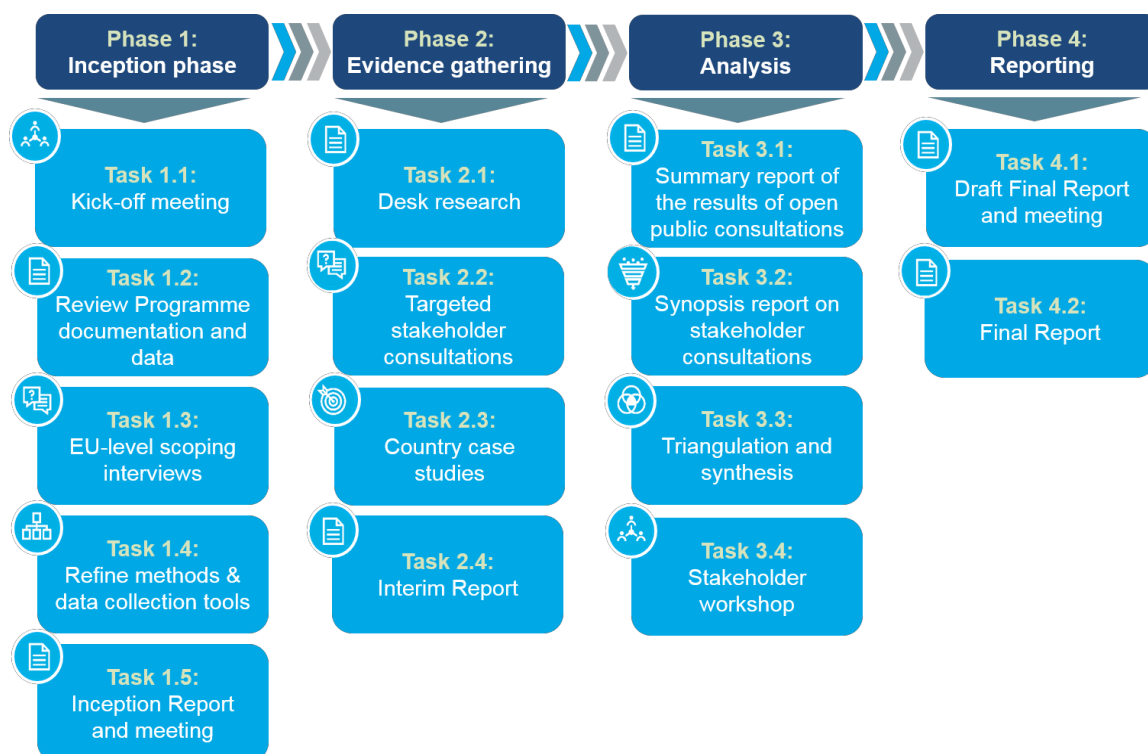 Phase 1:
Inception phase
Phase 2:
Evidence gathering
Phase 3:
Analysis
Phase 4:
Reporting
Task 1.1:
Kick-off meeting
Task 1.2:
Review Programme
documentation and
data
Task 1.3:
EU-level scoping
interviews
Task 1.4:
Refine methods &
data collection tools
Task 1.5:
Inception Report
and meeting
Task 2.1:
Desk research
Task 2.2:
Targeted
stakeholder
consultations
Task 2.3:
Country case
studies
Task 2.4:
Interim Report
Task 3.1:
Summary report of
the results of open
public consultations
Task 3.2:
Synopsis report on
stakeholder
consultations
Task 3.3:
Triangulation and
synthesis
Task 3.4:
Stakeholder
workshop
Task 4.1:
Draft Final Report
and meeting
Task 4.2:
Final Report